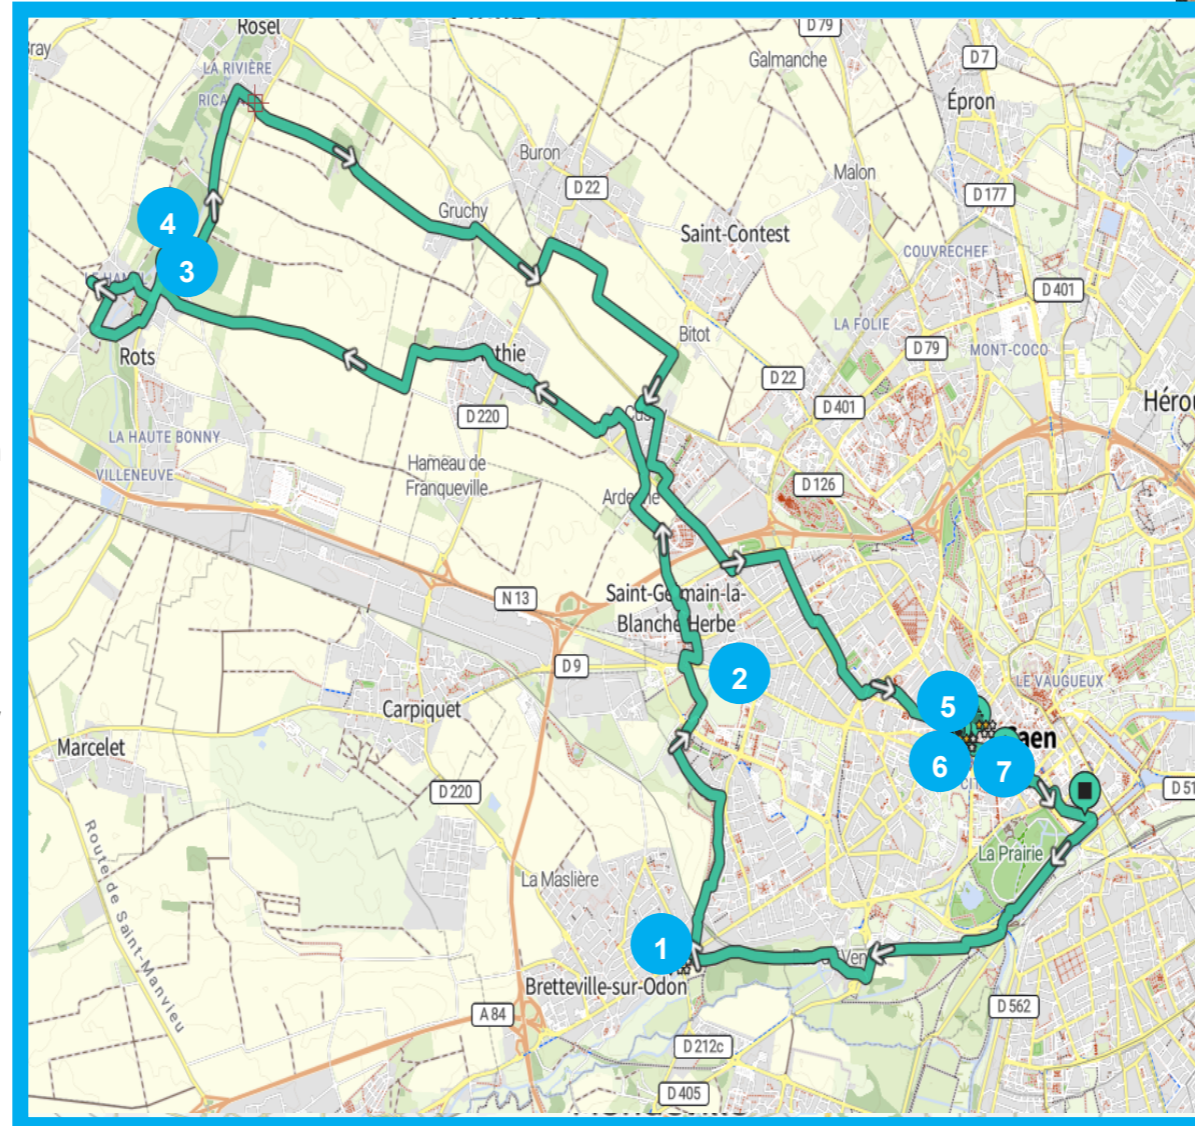 Rosel
D 79
Galmanche
D 7
LA RIVIÈRE
Épron
Buron
D 22
Malon
D 177
Gruchy
4
Saint-Contest
COUVRECHEF
3
D 401
Bitot
LA FOLIE
MONT-COCO
Rots
D 79
D 22
D 401
D 220
LA HAUTE BONNY
VILLENEUVE
Hameau de
Franqueville
D 126
N 13
Saint-Germain-la-
Blanche-Herbe
D 9
2
LE VAUGUEUX
5
Carpiquet
Marcelet
6
7
Caen
D 220
Route de Saint-Manvieu
La Prairie
La Maslière
1
Bretteville-sur-Odon
A 84
D 562
D 212c
D 405